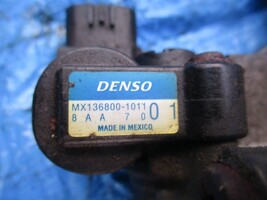 DENSO
MX136800-1011
8AA 70 01
MADE IN MEXICO